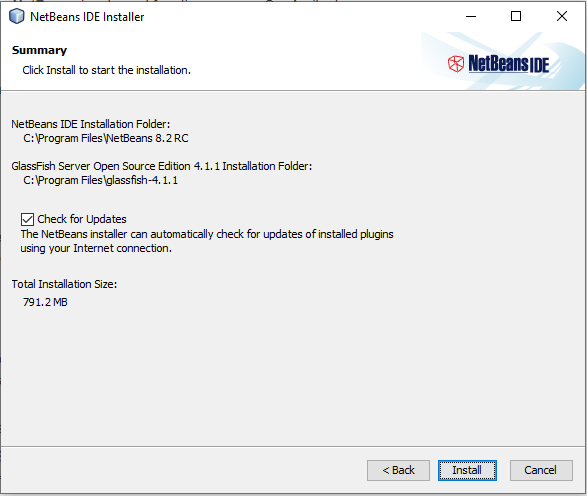 NetBeans IDE Installer
Summary
Click Install to start the installation.
NetBeans IDE
NetBeans IDE Installation Folder:
C:\Program Files\NetBeans 8.2 RC
GlassFish Server Open Source Edition 4.1.1 Installation Folder:
C:\Program Files\glassfish-4.1.1
Check for Updates
The NetBeans installer can automatically check for updates of installed plugins
using your Internet connection.
Total Installation Size:
791.2 MB
< Back
Install
Cancel